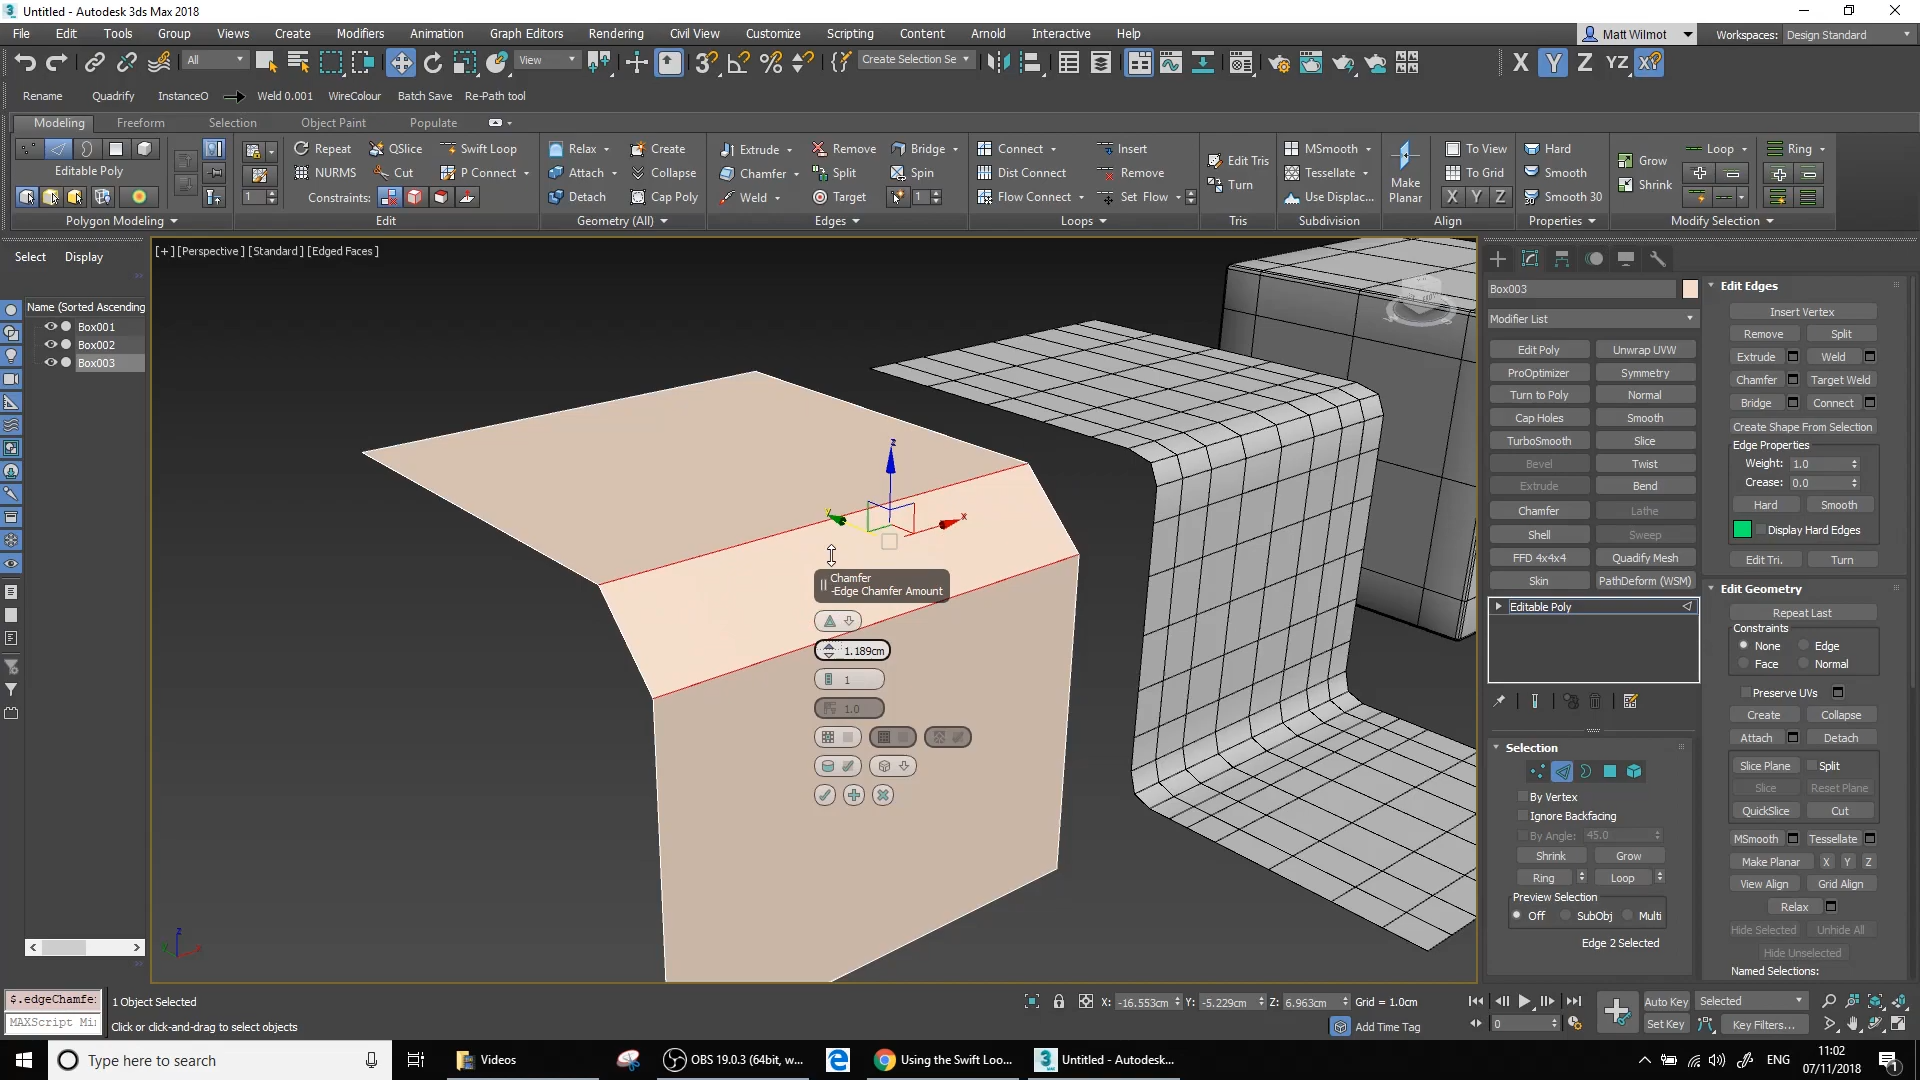 Untitled - Autodesk 3ds Max 2018
File Edit Tools Group Views Create Modifiers Animation Graph Editors Rendering Civil View Customize Scripting Content Arnold Interactive Help
Matt Wilmot Workspaces: Design Standard
All View Create Selection Se X Y Z YZ
Rename Quadrify InstanceO Weld 0.001 WireColour Batch Save Re-Path tool
Modeling Freeform Selection Object Paint Populate
Repeat QSlice Swift Loop Relax Create Extrude Remove Bridge Connect Insert MSmooth To View Hard Loop Ring
Editable Poly NURMS Cut P Connect Attach Collapse Chamfer Split Spin Dist Connect Remove Edit Tris Turn Tessellate Make Planar To Grid Smooth Grow Shrink
1 Constraints: Detach Cap Poly Weld Target 1 Flow Connect Set Flow Use Displac... X Y Z Smooth 30
Polygon Modeling Edit Geometry (All) Edges Loops Tris Subdivision Align Properties Modify Selection
Select Display
[+] [Perspective] [Standard] [Edged Faces]
Name (Sorted Ascending
Box001
Box002
Box003
z
y
x
Chamfer
-Edge Chamfer Amount
1.189cm
1
1.0
Box003
Modifier List
Edit Poly Unwrap UVW
ProOptimizer Symmetry
Turn to Poly Normal
Cap Holes Smooth
TurboSmooth Slice
Bevel Twist
Extrude Bend
Chamfer Lathe
Shell Sweep
FFD 4x4x4 Quadify Mesh
Skin PathDeform (WSM)
Editable Poly
Selection
By Vertex
Ignore Backfacing
By Angle: 45.0
Shrink Grow
Ring Loop
Preview Selection
Off SubObj Multi
Edge 2 Selected
Edit Edges
Insert Vertex
Remove Split
Extrude Weld
Chamfer Target Weld
Bridge Connect
Create Shape From Selection
Edge Properties
Weight: 1.0
Crease: 0.0
Hard Smooth
Display Hard Edges
Edit Tri. Turn
Edit Geometry
Repeat Last
Constraints
None Edge
Face Normal
Preserve UVs
Create Collapse
Attach Detach
Slice Plane Split
Slice Reset Plane
QuickSlice Cut
MSmooth Tessellate
Make Planar X Y Z
View Align Grid Align
Relax
Hide Selected Unhide All
Hide Unselected
Named Selections:
$.edgeChamfe: 1 Object Selected X: -16.553cm Y: -5.229cm Z: 6.963cm Grid = 1.0cm Auto Key Selected
MAXScript Mi Click or click-and-drag to select objects Add Time Tag 0 Set Key Key Filters...
Type here to search Videos OBS 19.0.3 (64bit, w... Using the Swift Loo... Untitled - Autodesk... ENG 11:02
07/11/2018